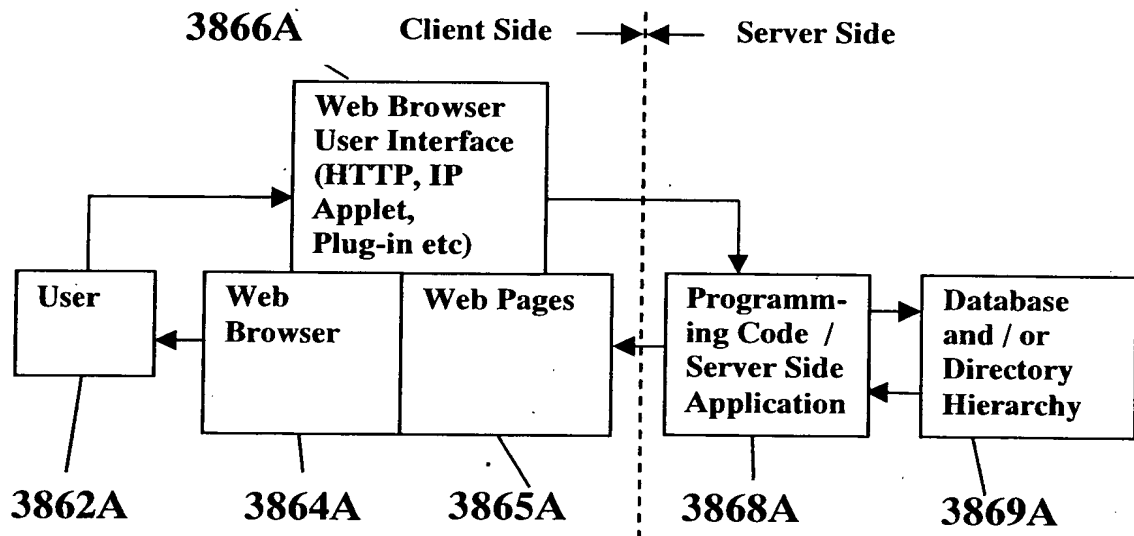 3866A
Client Side
Server Side
Web Browser
User Interface
(HTTP, IP
Applet,
Plug-in etc)
User
Web
Browser
Web Pages
Programm-
ing Code /
Server Side
Application
Database
and / or
Directory
Hierarchy
3862A
3864A
3865A
3868A
3869A